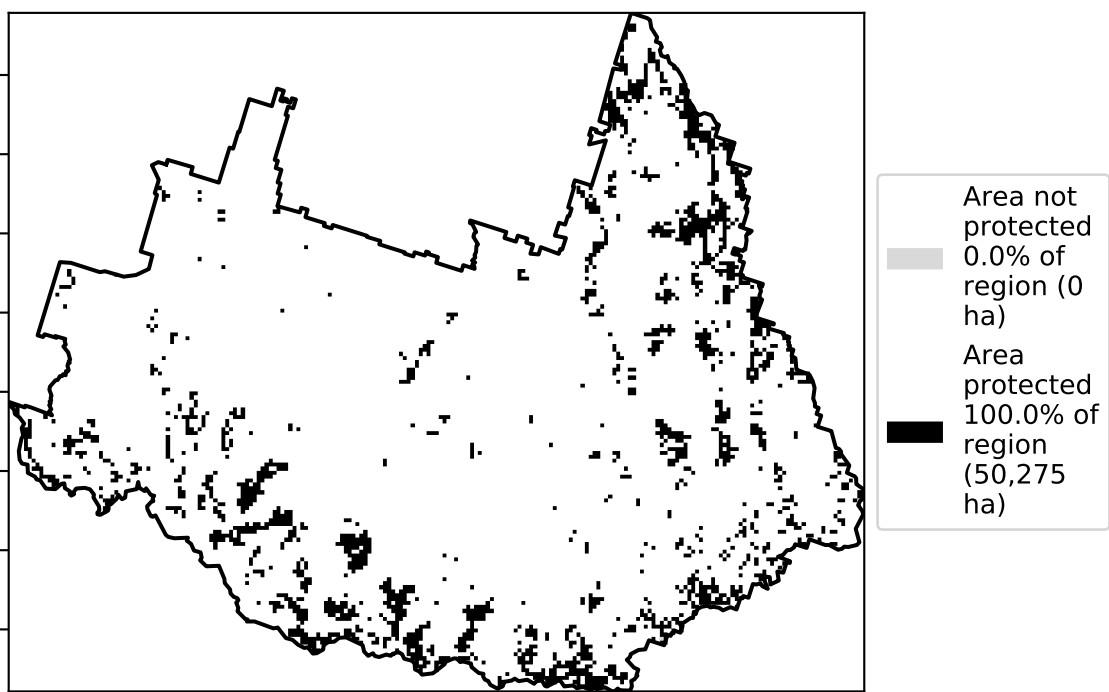 Area not
protected
0.0% of
region (0
ha)
Area
protected
100.0% of
region
(50,275
ha)